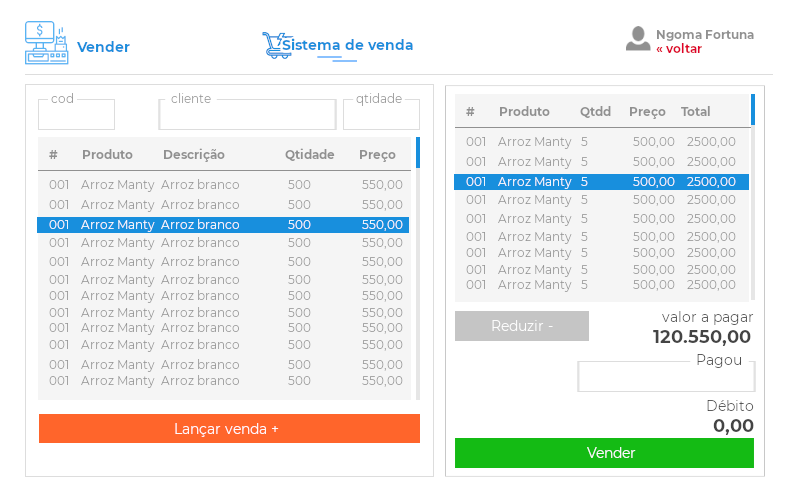 $
Vender
Sistema de venda
Ngoma Fortuna
« voltar
cod cliente qtidade
# Produto Descrição Qtidade Preço
001 Arroz Manty Arroz branco 500 550,00
001 Arroz Manty Arroz branco 500 550,00
001 Arroz Manty Arroz branco 500 550,00
001 Arroz Manty Arroz branco 500 550,00
001 Arroz Manty Arroz branco 500 550,00
001 Arroz Manty Arroz branco 500 550,00
001 Arroz Manty Arroz branco 500 550,00
001 Arroz Manty Arroz branco 500 550,00
001 Arroz Manty Arroz branco 500 550,00
001 Arroz Manty Arroz branco 500 550,00
001 Arroz Manty Arroz branco 500 550,00
001 Arroz Manty Arroz branco 500 550,00
Lançar venda +
# Produto Qtdd Preço Total
001 Arroz Manty 5 500,00 2500,00
001 Arroz Manty 5 500,00 2500,00
001 Arroz Manty 5 500,00 2500,00
001 Arroz Manty 5 500,00 2500,00
001 Arroz Manty 5 500,00 2500,00
001 Arroz Manty 5 500,00 2500,00
001 Arroz Manty 5 500,00 2500,00
001 Arroz Manty 5 500,00 2500,00
001 Arroz Manty 5 500,00 2500,00
Reduzir -
valor a pagar
120.550,00
Pagou
Débito
0,00
Vender